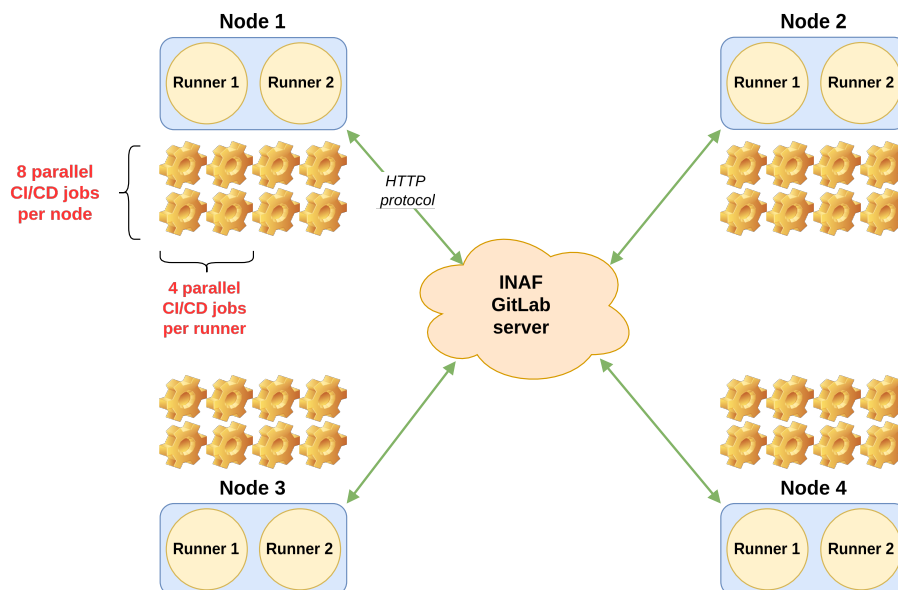 Node 1
Node 2
Runner 1
Runner 2
Runner 1
Runner 2
8 parallel
CI/CD jobs
per node
HTTP
protocol
4 parallel
CI/CD jobs
per runner
INAF
GitLab
server
Node 3
Node 4
Runner 1
Runner 2
Runner 1
Runner 2